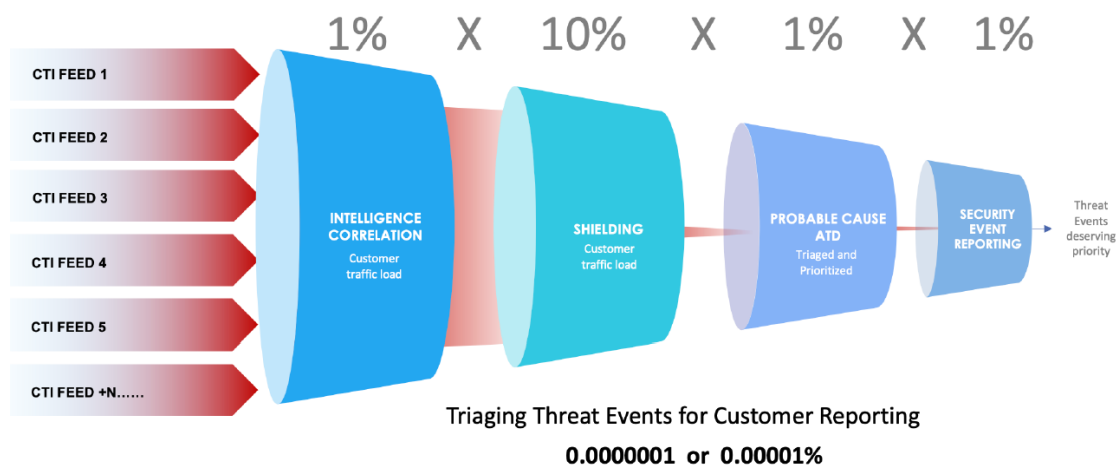 1% X 10% X 1% X 1%
CTI FEED 1
CTI FEED 2
CTI FEED 3
CTI FEED 4
CTI FEED 5
CTI FEED +N......
INTELLIGENCE
CORRELATION
Customer
traffic load
SHIELDING
Customer
traffic load
PROBABLE CAUSE
ATD
Triaged and
Prioritized
SECURITY
EVENT
REPORTING
Threat
Events
deserving
priority
Triaging Threat Events for Customer Reporting
0.0000001 or 0.00001%